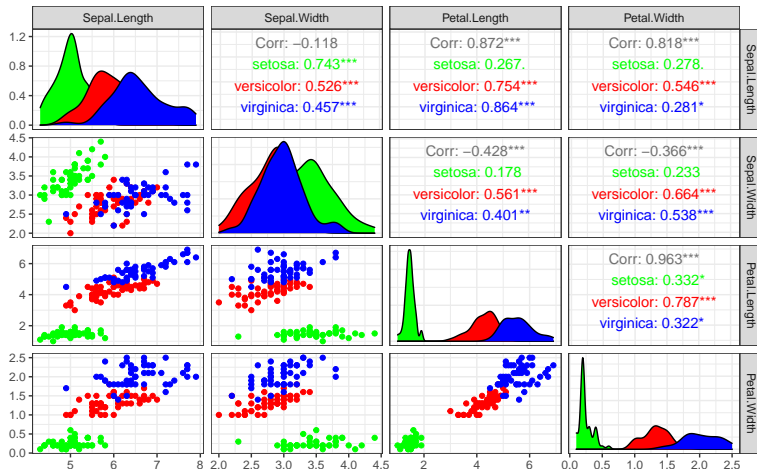 Sepal.Length Sepal.Width Petal.Length Petal.Width
1.2
0.8
0.4
0.0
Corr: −0.118
setosa: 0.743***
versicolor: 0.526***
virginica: 0.457***
Corr: 0.872***
setosa: 0.267.
versicolor: 0.754***
virginica: 0.864***
Corr: 0.818***
setosa: 0.278.
versicolor: 0.546***
virginica: 0.281*
Sepal.Length
4.5
4.0
3.5
3.0
2.5
2.0
Corr: −0.428***
setosa: 0.178
versicolor: 0.561***
virginica: 0.401**
Corr: −0.366***
setosa: 0.233
versicolor: 0.664***
virginica: 0.538***
Sepal.Width
6
4
2
Corr: 0.963***
setosa: 0.332*
versicolor: 0.787***
virginica: 0.322*
Petal.Length
2.5
2.0
1.5
1.0
0.5
0.0
Petal.Width
5 6 7 8
2.0 2.5 3.0 3.5 4.0 4.5
2 4 6
0.0 0.5 1.0 1.5 2.0 2.5